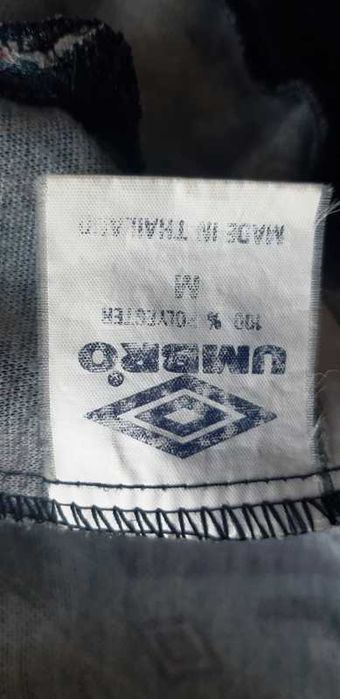 UMBRO®
100 % POLYESTER
M
MADE IN THAILAND